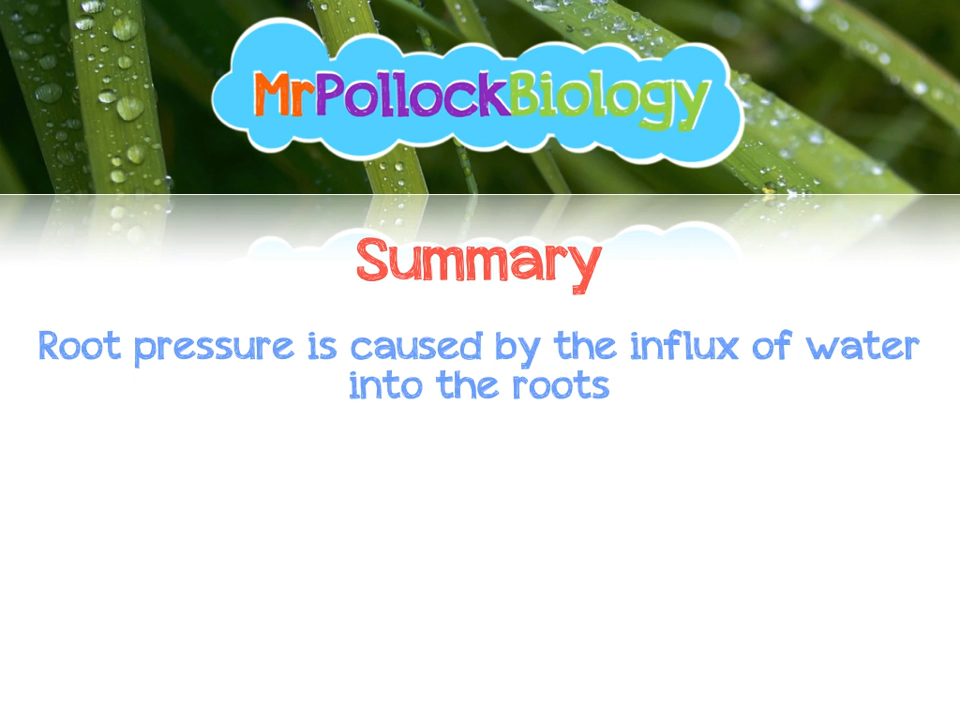 MrPollockBiology
Summary
Root pressure is caused by the influx of water
into the roots